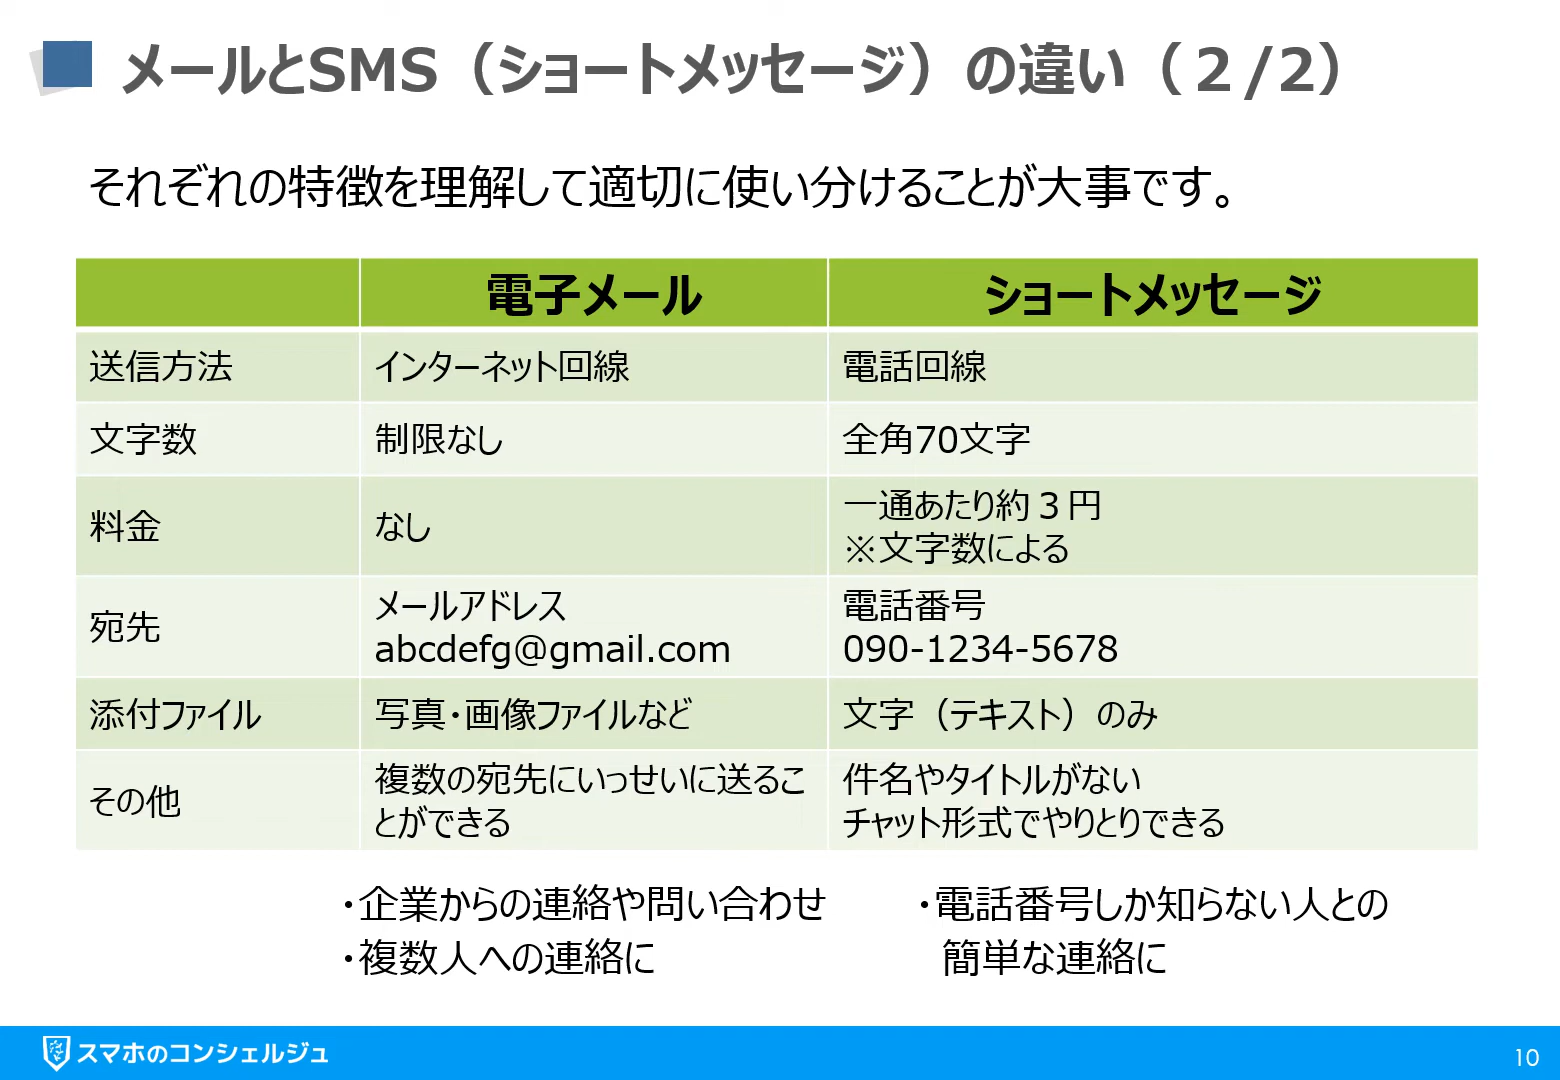 メールとSMS（ショートメッセージ）の違い（２/2）
それぞれの特徴を理解して適切に使い分けることが大事です。
電子メール ショートメッセージ
送信方法 インターネット回線 電話回線
文字数 制限なし 全角70文字
料金 なし 一通あたり約３円
※文字数による
宛先 メールアドレス
abcdefg@gmail.com
電話番号
090-1234-5678
添付ファイル 写真・画像ファイルなど 文字（テキスト）のみ
その他 複数の宛先にいっせいに送るこ
とができる
件名やタイトルがない
チャット形式でやりとりできる
・企業からの連絡や問い合わせ
・複数人への連絡に
・電話番号しか知らない人との
簡単な連絡に
スマホのコンシェルジュ
10